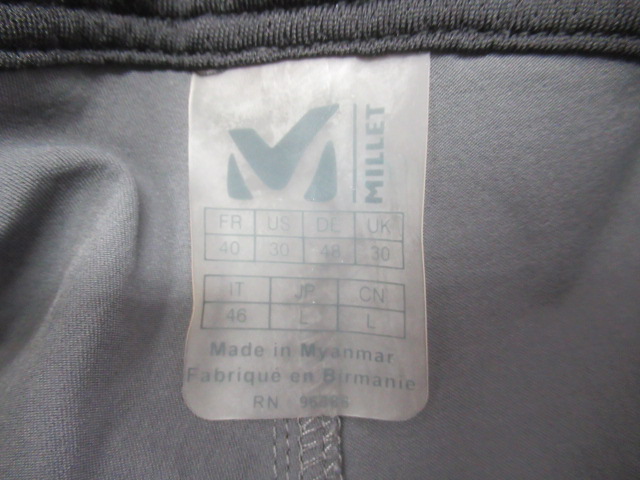 MILLET
FR US DE UK
40 30 48 30
IT JP CN
46 L L
Made in Myanmar
Fabriqué en Birmanie
RN